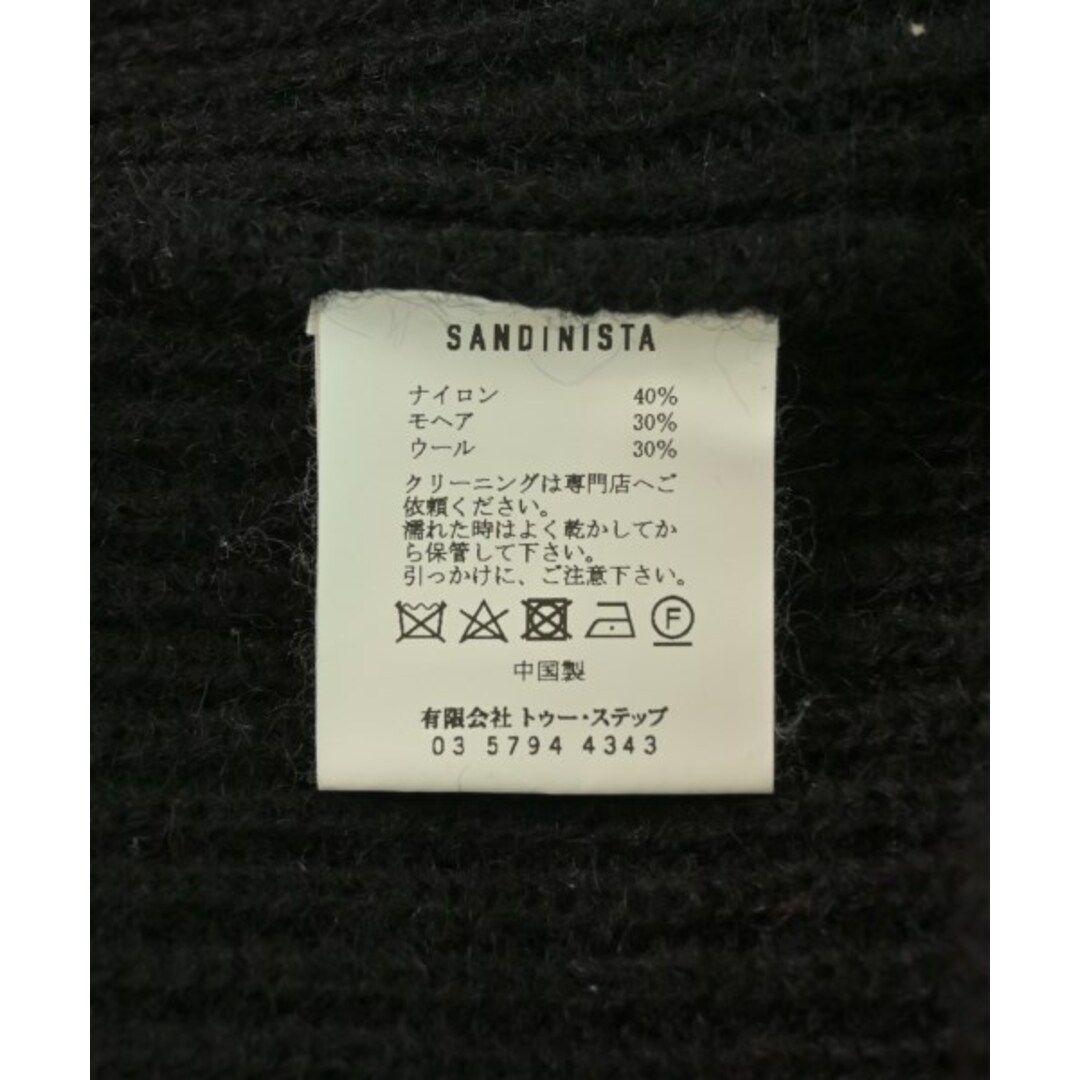 SANDINISTA
ナイロン 40%
モヘア 30%
ウール 30%
クリーニングは専門店へご
依頼ください。
濡れた時はよく乾かしてか
ら保管して下さい。
引っかけに、ご注意下さい。
F
中国製
有限会社 トゥー・ステップ
03 5794 4343